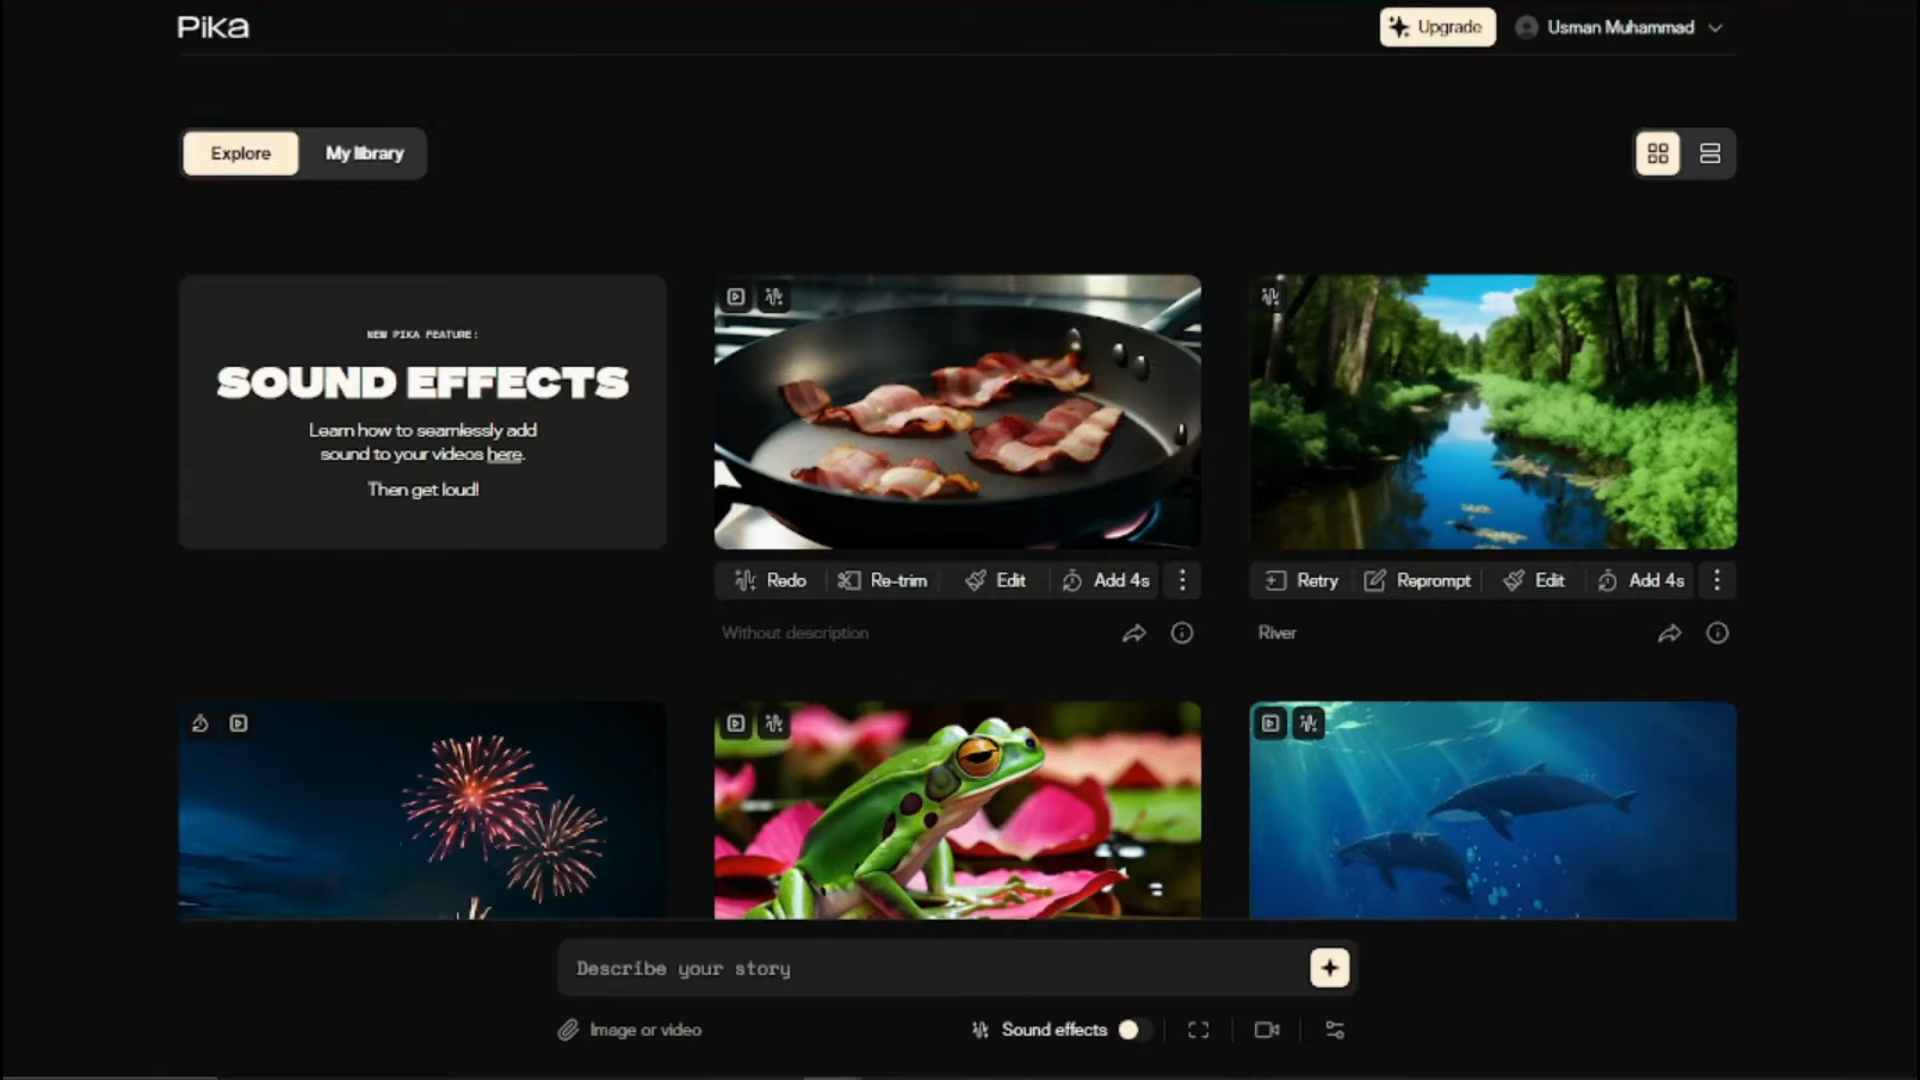 Pika
Upgrade
Usman Muhammad
Explore
My library
NEW PIKA FEATURE:
SOUND EFFECTS
Learn how to seamlessly add
sound to your videos here.
Then get loud!
Redo
Re-trim
Edit
Add 4s
Retry
Reprompt
Edit
Add 4s
Without description
River
Describe your story
Image or video
Sound effects